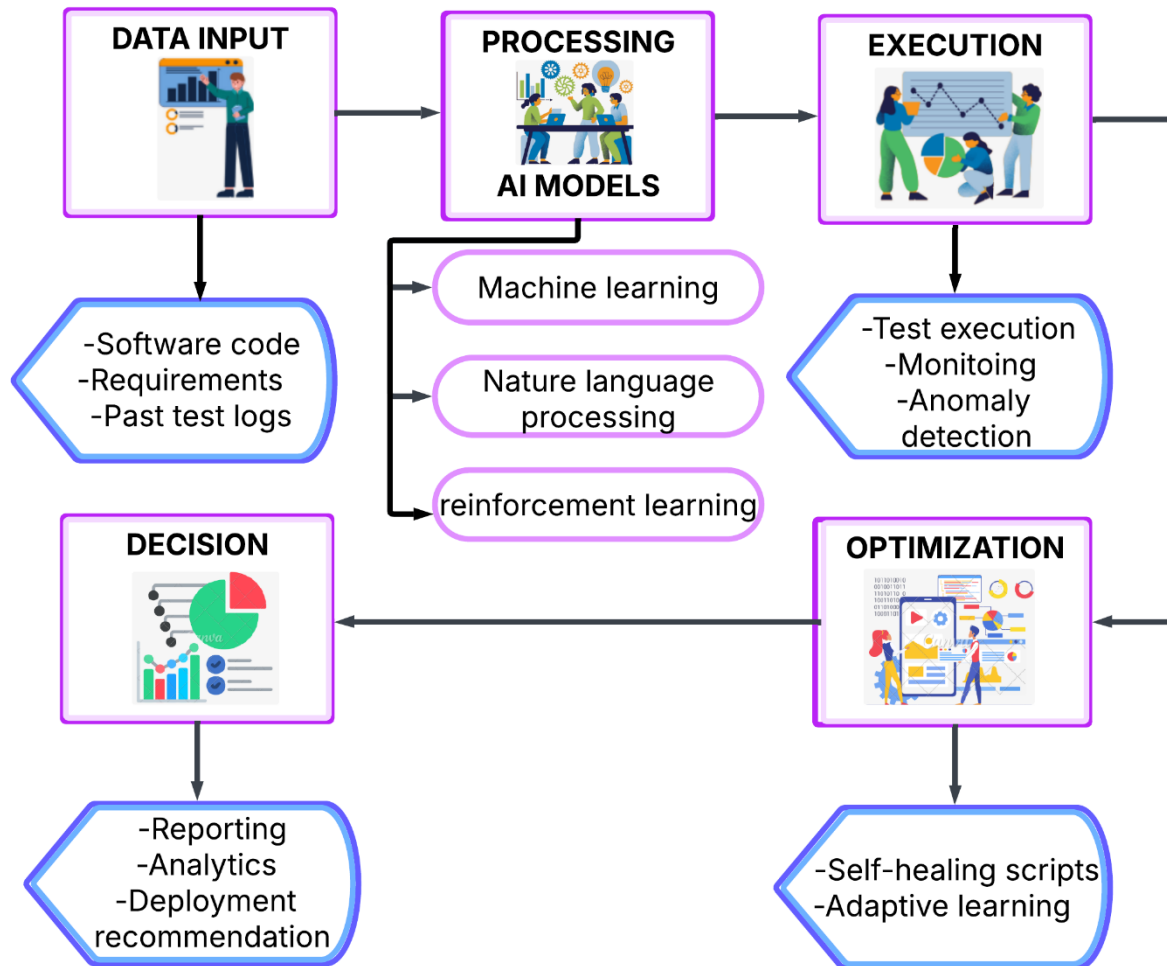 DATA INPUT
PROCESSING
AI MODELS
EXECUTION
-Software code
-Requirements
-Past test logs
Machine learning
Nature language
processing
reinforcement learning
-Test execution
-Monitoing
-Anomaly
detection
DECISION
OPTIMIZATION
-Reporting
-Analytics
-Deployment
recommendation
-Self-healing scripts
-Adaptive learning